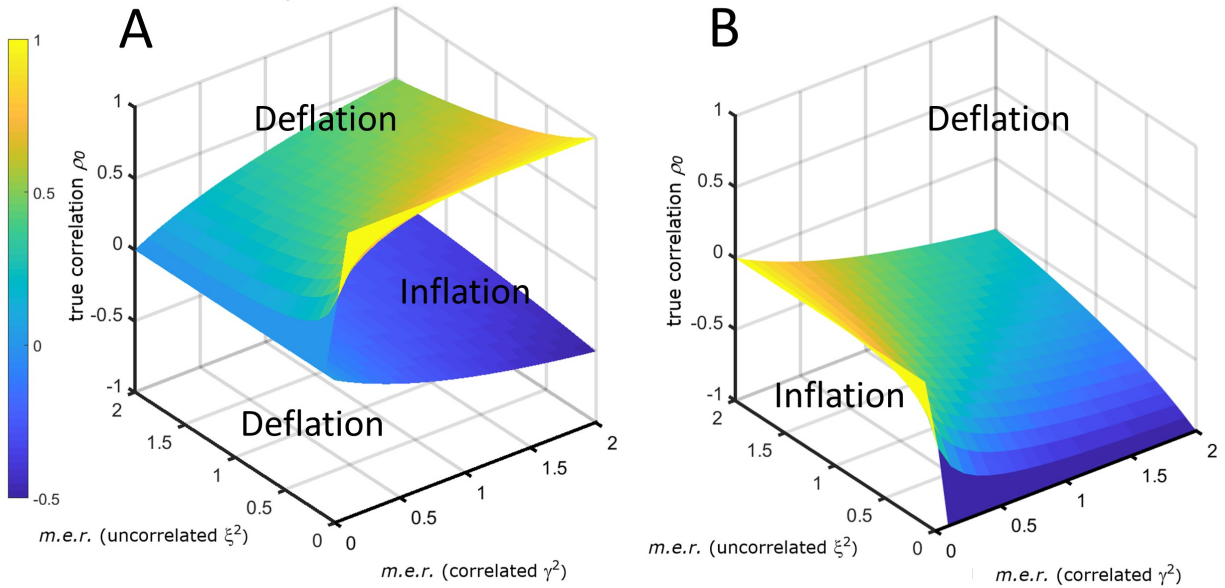 A
B
1
0.5
0
-0.5
Deflation
Inflation
Deflation
true correlation ρ0
1
0.5
0
-0.5
-1
2
1.5
1
0.5
0
0
0.5
1
1.5
2
m.e.r. (uncorrelated ξ2)
m.e.r. (correlated γ2)
Deflation
Inflation
true correlation ρ0
1
0.5
0
-0.5
-1
2
1.5
1
0.5
0
0
0.5
1
1.5
2
m.e.r. (uncorrelated ξ2)
m.e.r. (correlated γ2)